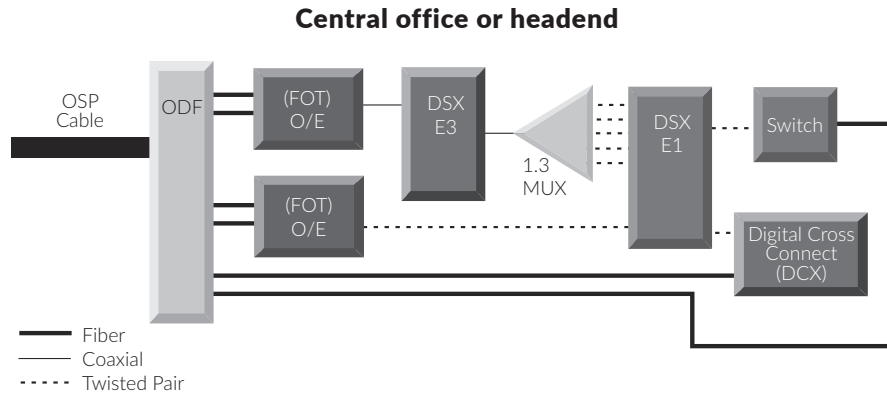 Central office or headend
OSP
Cable
ODF
(FOT)
O/E
DSX
E3
1.3
MUX
DSX
E1
Switch
(FOT)
O/E
Digital Cross
Connect
(DCX)
Fiber
Coaxial
Twisted Pair